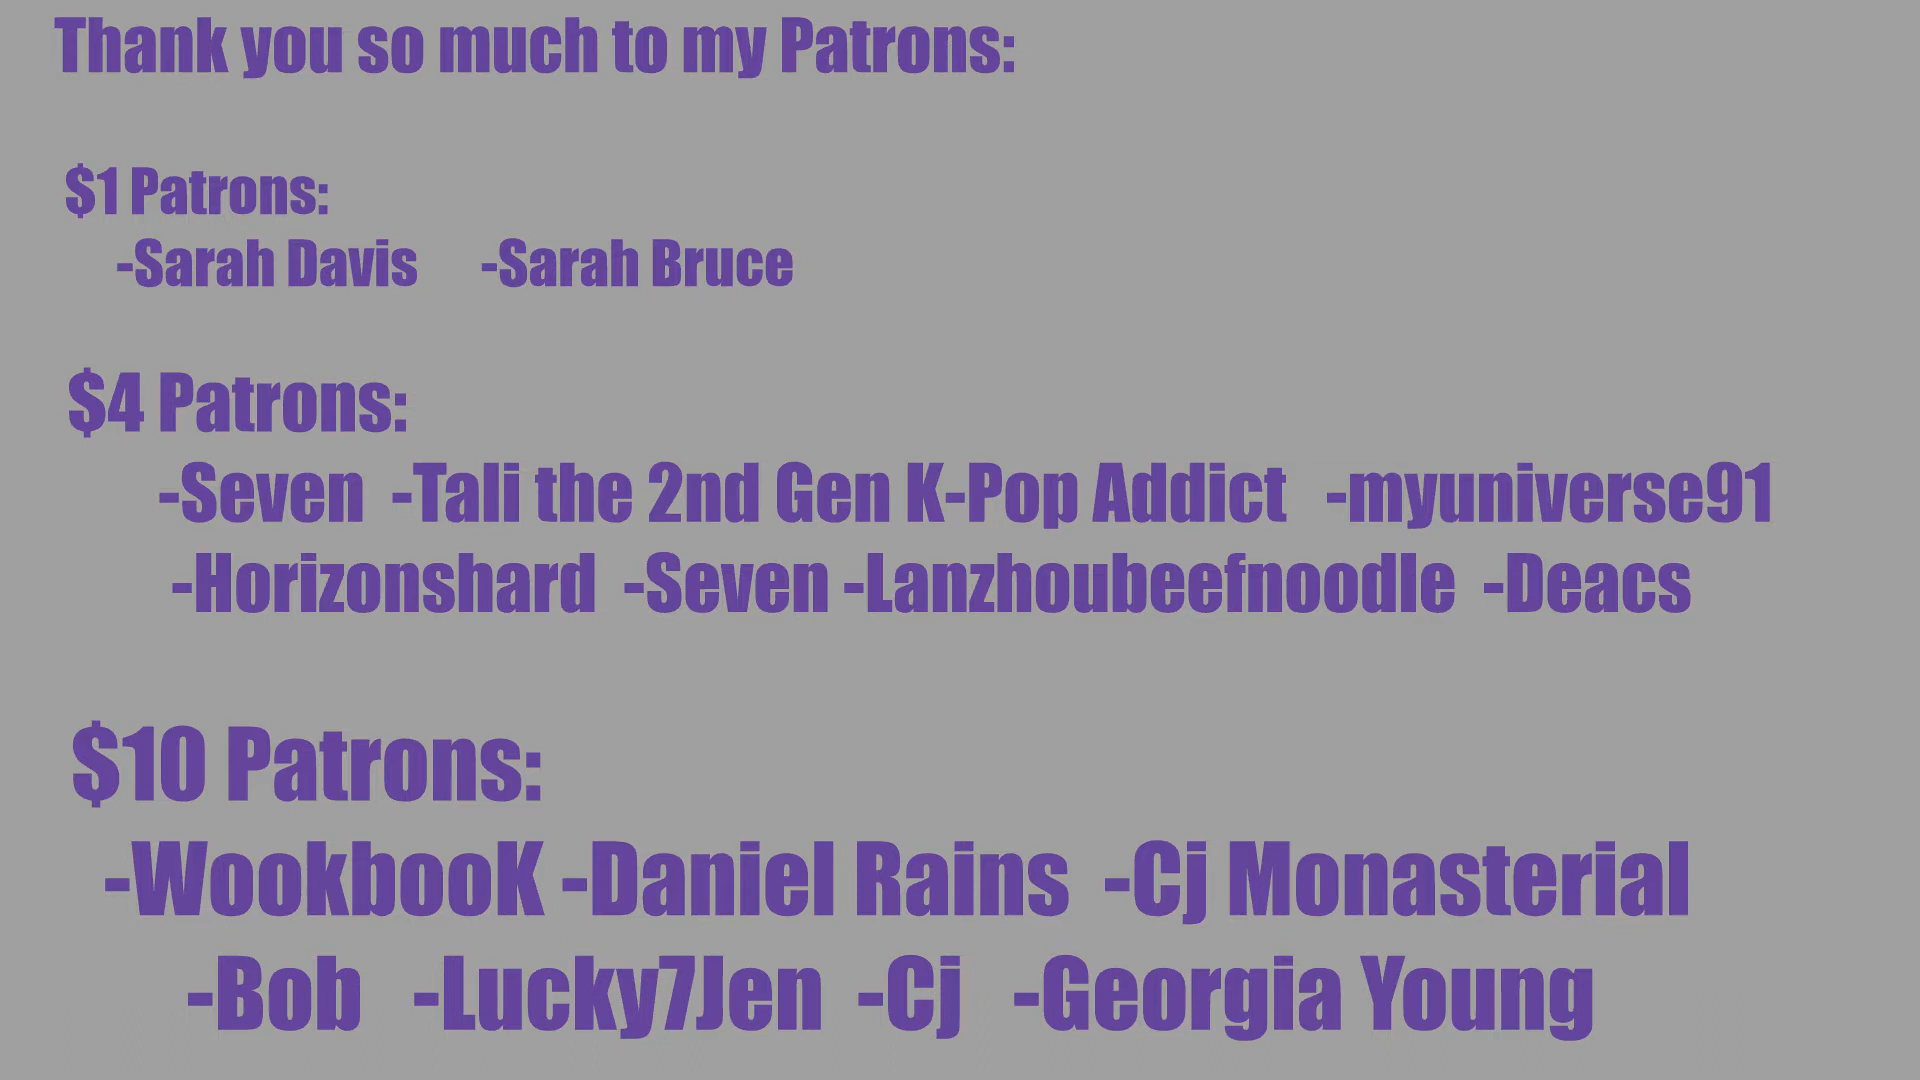 Thank you so much to my Patrons:
$1 Patrons:
-Sarah Davis -Sarah Bruce
$4 Patrons:
-Seven -Tali the 2nd Gen K-Pop Addict -myuniverse91
-Horizonshard -Seven -Lanzhoubeefnoodle -Deacs
$10 Patrons:
-WookbooK -Daniel Rains -Cj Monasterial
-Bob -Lucky7Jen -Cj -Georgia Young